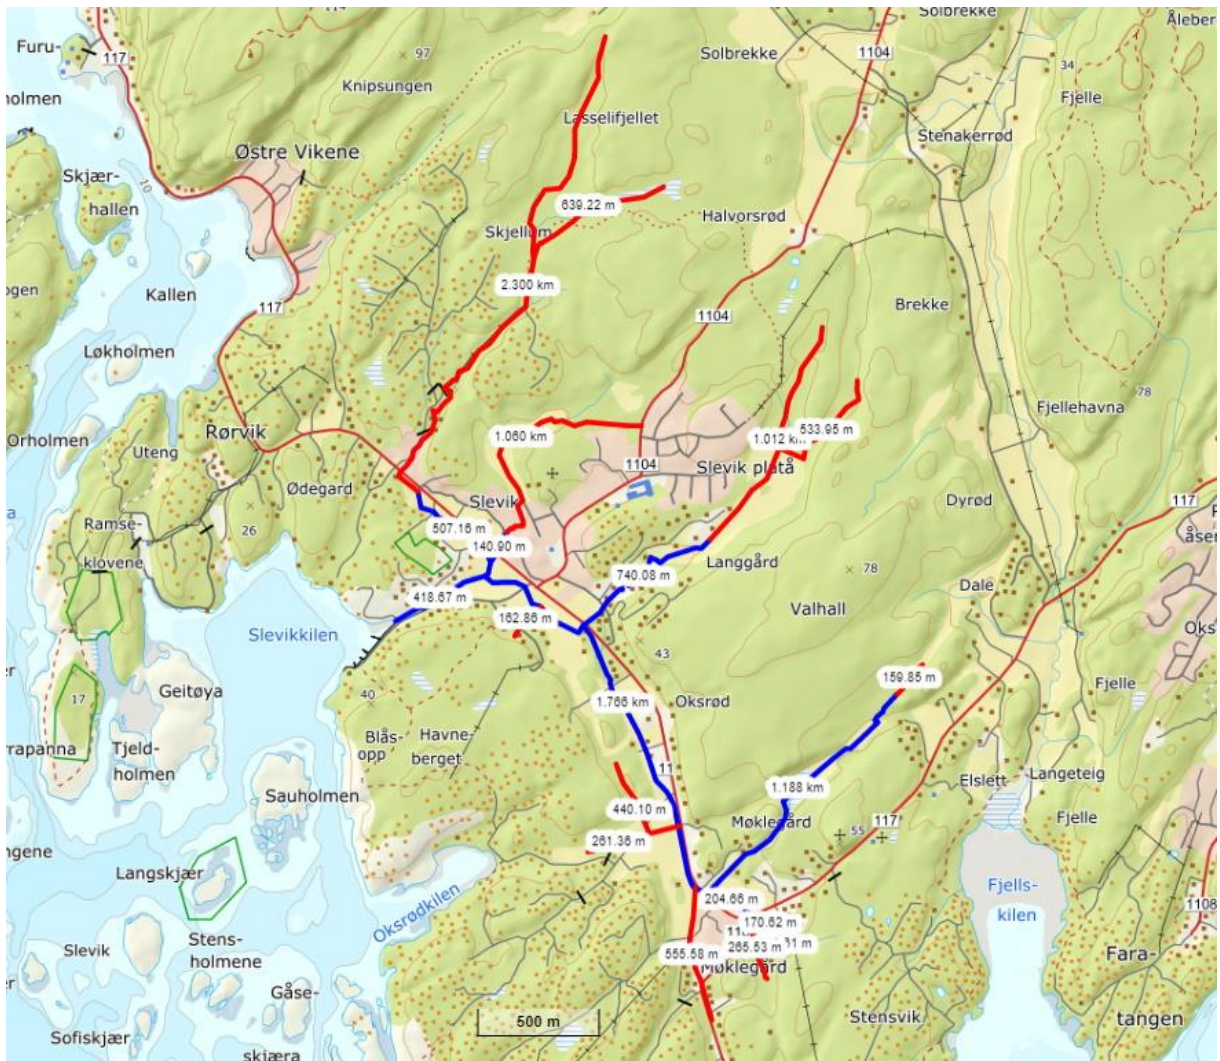 Solbrekke
Åleber
Furu-
117
97
Solbrekke
1104
34
holmen
Knipsungen
Fjelle
Lasselifjellet
Stenakerrød
Østre Vikene
Skjær-
10
hallen
639.22 m
Halvorsrød
Skjellum
ogen
Kallen
2.300 km
117
Brekke
1104
Løkholmen
78
Fjellehavna
Orholmen
Rørvik
1.060 km
533.95 m
1.012 km
Uteng
1104
Slevik platå
Ødegard
Slevik
Dyrød
117
Ramse-
26
507.16 m
klovene
140.90 m
Langgård
740.08 m
78
Dale
418.67 m
Valhall
162.86 m
Slevikkilen
43
17
Geitøya
40
Oksrød
159.85 m
Fjelle
1.766 km
Blås-
Havne-
rrapanna
Tjeld-
opp
berget
holmen
11
Elslett
Langeteig
1.188 km
Sauholmen
440.10 m
Møklegård
55
117
Fjelle
261.36 m
ngene
Langskjær
Fjells-
204.66 m
kilen
Oksrødkilen
170.62 m
1108
Slevik
Stens-
265.53 m
31 m
555.58 m
holmene
Møklegård
Fara-
Gåse-
500 m
Stensvik
tangen
Sofiskjær
skjæra